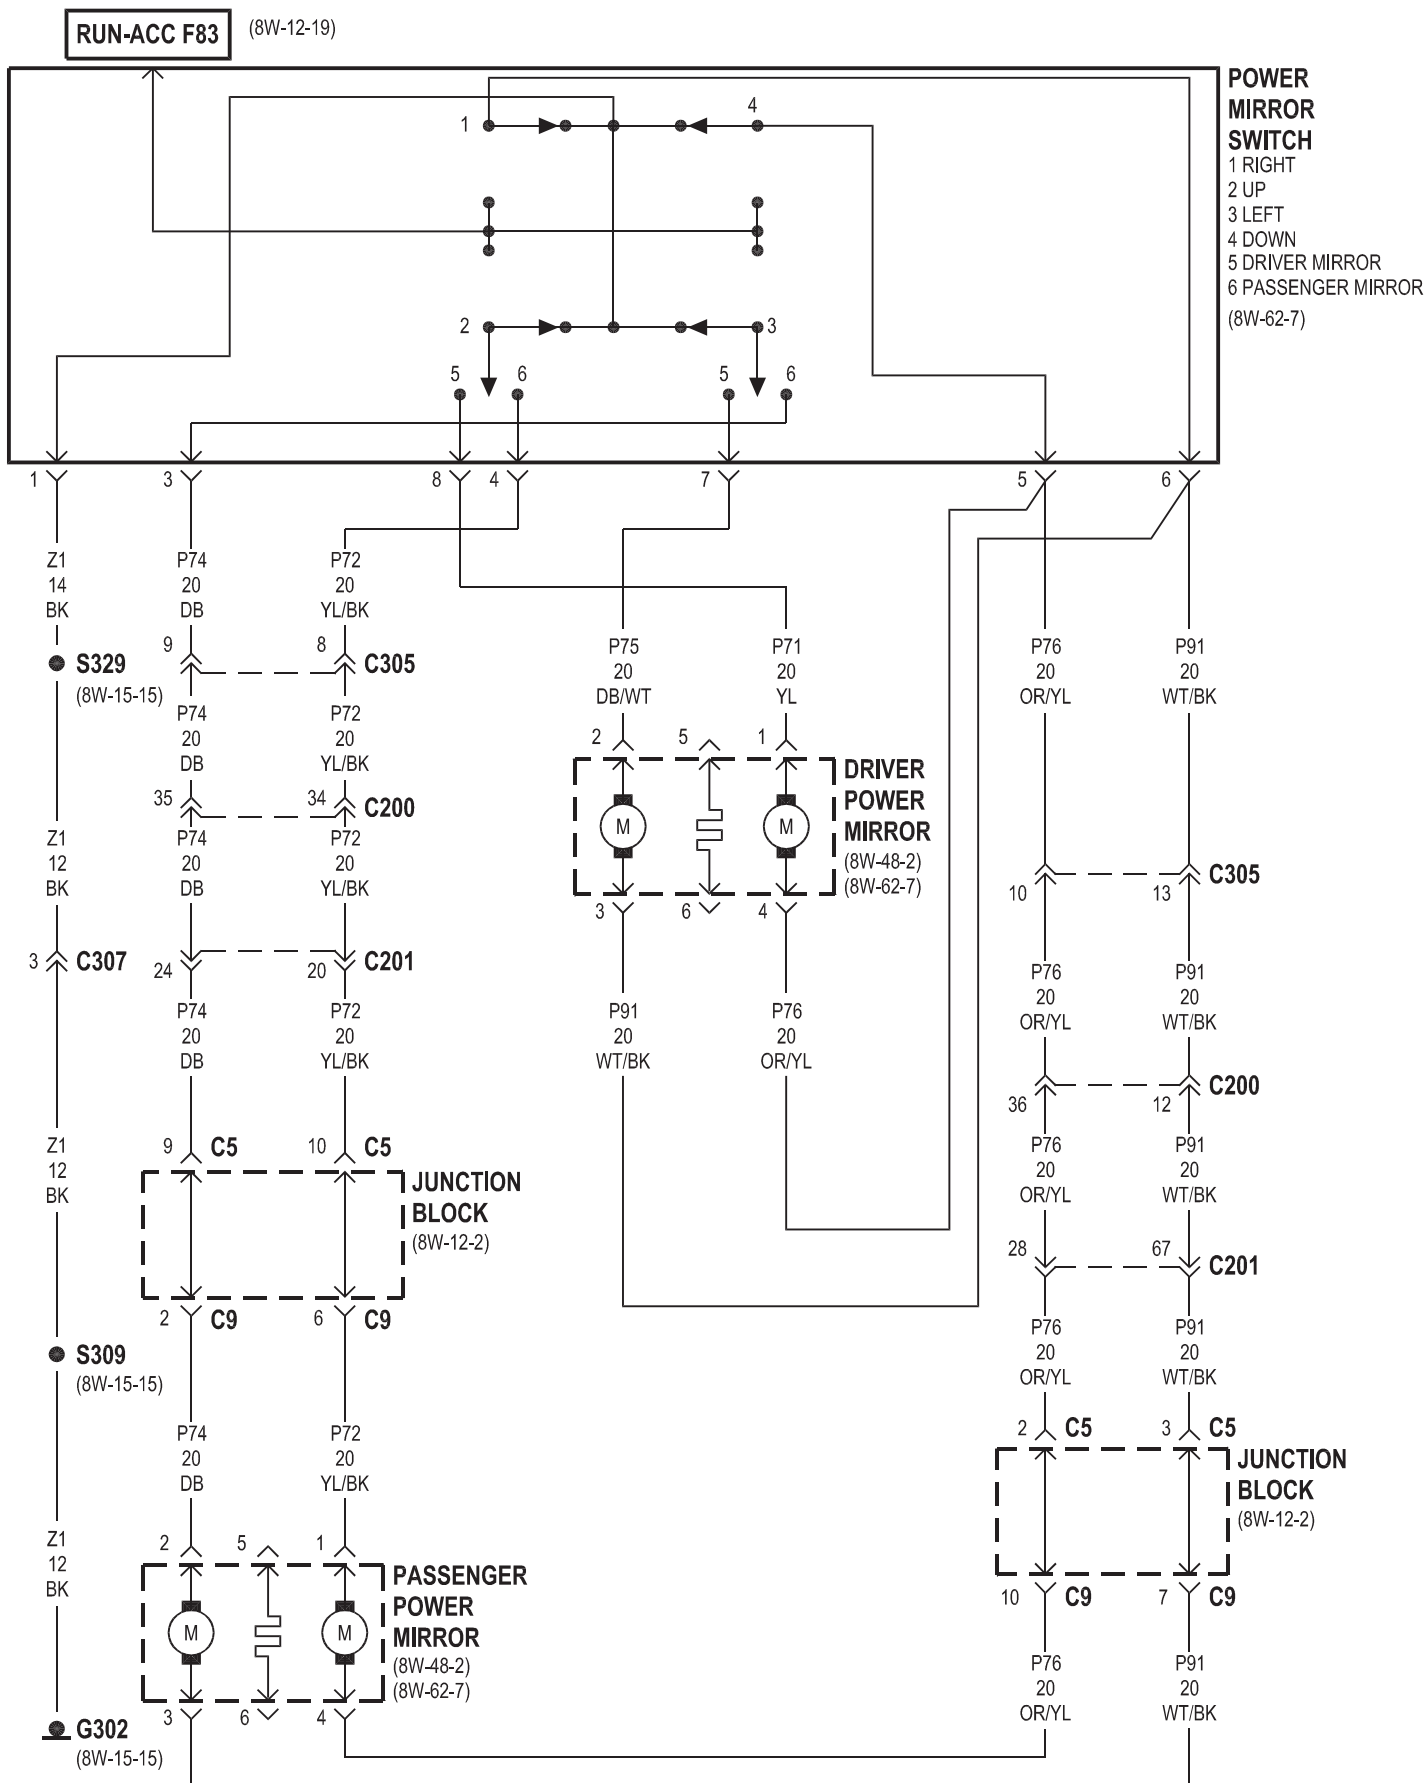 RUN-ACC F83
(8W-12-19)
POWER
MIRROR
SWITCH
1 RIGHT
2 UP
3 LEFT
4 DOWN
5 DRIVER MIRROR
6 PASSENGER MIRROR
(8W-62-7)
1
4
2
3
5
6
5
6
1
3
8
4
7
5
6
Z1
14
BK
P74
20
DB
P72
20
YL/BK
P75
20
DB/WT
P71
20
YL
P76
20
OR/YL
P91
20
WT/BK
S329
(8W-15-15)
9
8
C305
P74
20
DB
P72
20
YL/BK
35
34
C200
2
5
1
DRIVER
POWER
MIRROR
(8W-48-2)
(8W-62-7)
M
M
3
6
4
Z1
12
BK
P74
20
DB
P72
20
YL/BK
10
13
C305
3
C307
24
20
C201
P74
20
DB
P72
20
YL/BK
P91
20
WT/BK
P76
20
OR/YL
P76
20
OR/YL
P91
20
WT/BK
36
12
C200
Z1
12
BK
9
C5
10
C5
JUNCTION
BLOCK
(8W-12-2)
P76
20
OR/YL
P91
20
WT/BK
28
67
C201
2
C9
6
C9
S309
(8W-15-15)
P76
20
OR/YL
P91
20
WT/BK
P74
20
DB
P72
20
YL/BK
2
C5
3
C5
JUNCTION
BLOCK
(8W-12-2)
Z1
12
BK
2
5
1
PASSENGER
POWER
MIRROR
(8W-48-2)
(8W-62-7)
M
M
10
C9
7
C9
P76
20
OR/YL
P91
20
WT/BK
3
6
4
G302
(8W-15-15)